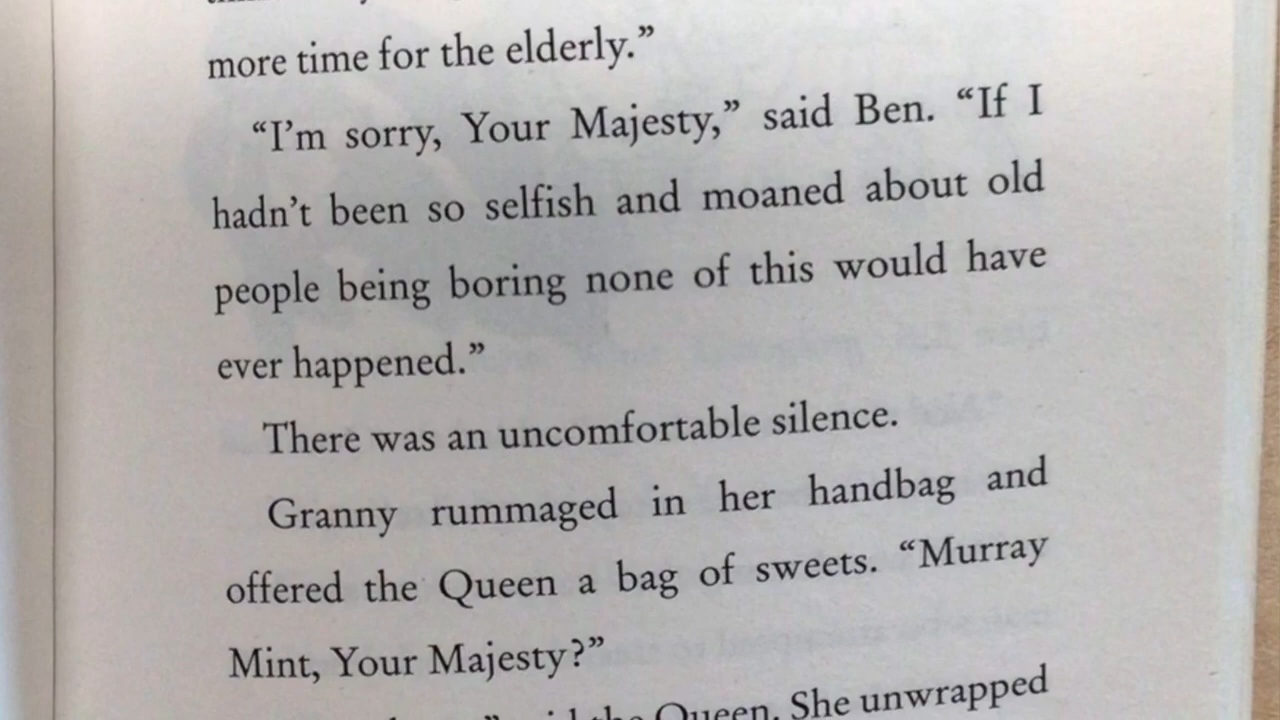 more time for the elderly.”
“I’m sorry, Your Majesty,” said Ben. “If I
hadn’t been so selfish and moaned about old
people being boring none of this would have
ever happened.”
There was an uncomfortable silence.
Granny rummaged in her handbag and
offered the Queen a bag of sweets. “Murray
Mint, Your Majesty?”
the Queen. She unwrapped